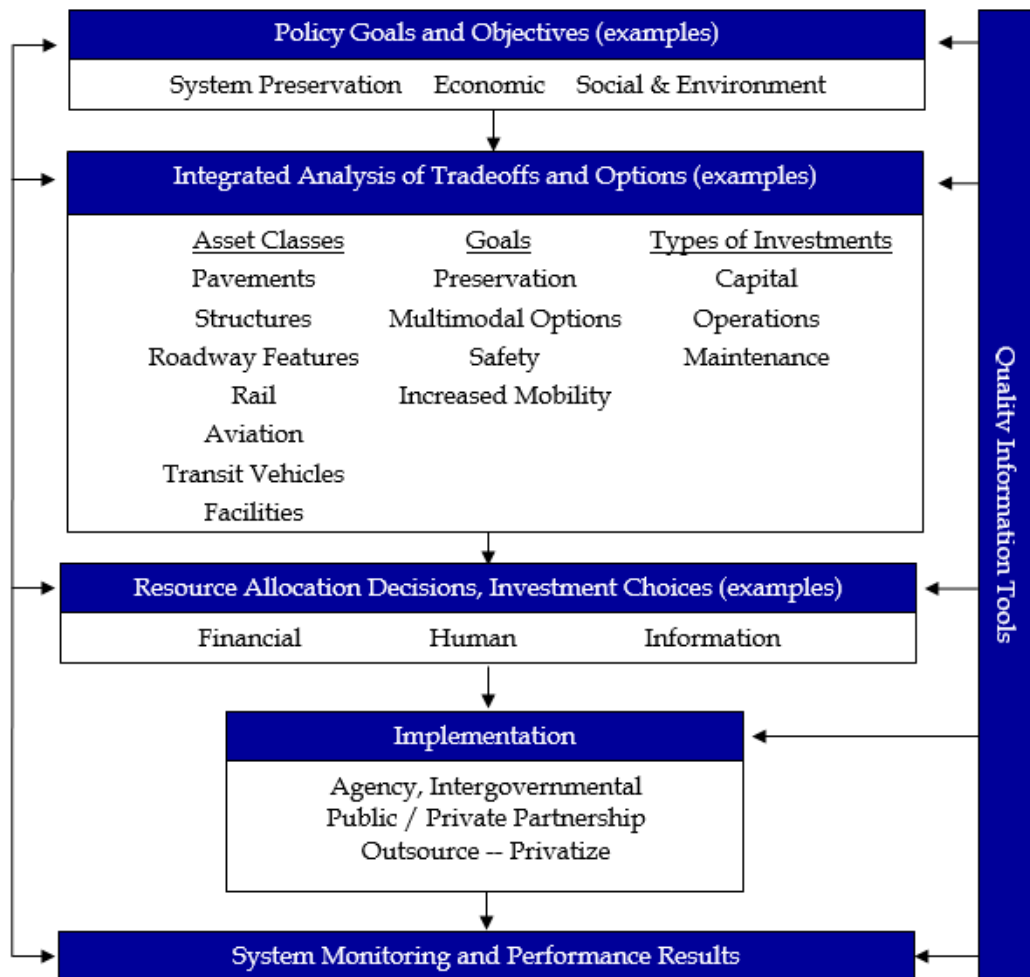 Policy Goals and Objectives (examples)
System Preservation Economic Social & Environment
Integrated Analysis of Tradeoffs and Options (examples)
Asset Classes Goals Types of Investments
Pavements Preservation Capital
Structures Multimodal Options Operations
Roadway Features Safety Maintenance
Rail Increased Mobility
Aviation
Transit Vehicles
Facilities
Resource Allocation Decisions, Investment Choices (examples)
Financial Human Information
Implementation
Agency, Intergovernmental
Public / Private Partnership
Outsource -- Privatize
System Monitoring and Performance Results
Quality Information Tools